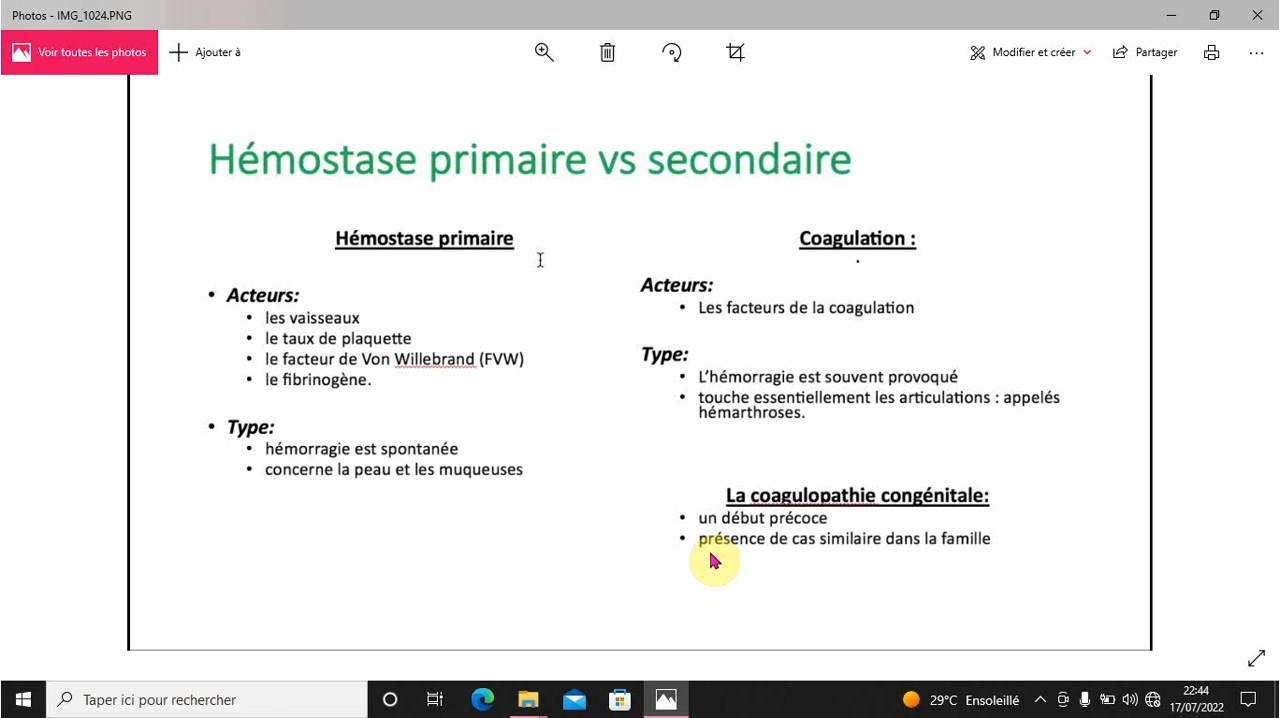 Photos - IMG_1024.PNG
Voir toutes les photos
Ajouter à
Modifier et créer
Partager
Hémostase primaire vs secondaire
Hémostase primaire
• Acteurs:
• les vaisseaux
• le taux de plaquette
• le facteur de Von Willebrand (FVW)
• le fibrinogène.
• Type:
• hémorragie est spontanée
• concerne la peau et les muqueuses
Coagulation :
.
Acteurs:
• Les facteurs de la coagulation
Type:
• L'hémorragie est souvent provoqué
• touche essentiellement les articulations : appelés
hémarthroses.
La coagulopathie congénitale:
• un début précoce
• présence de cas similaire dans la famille
Taper ici pour rechercher
29°C Ensoleillé
22:44
17/07/2022